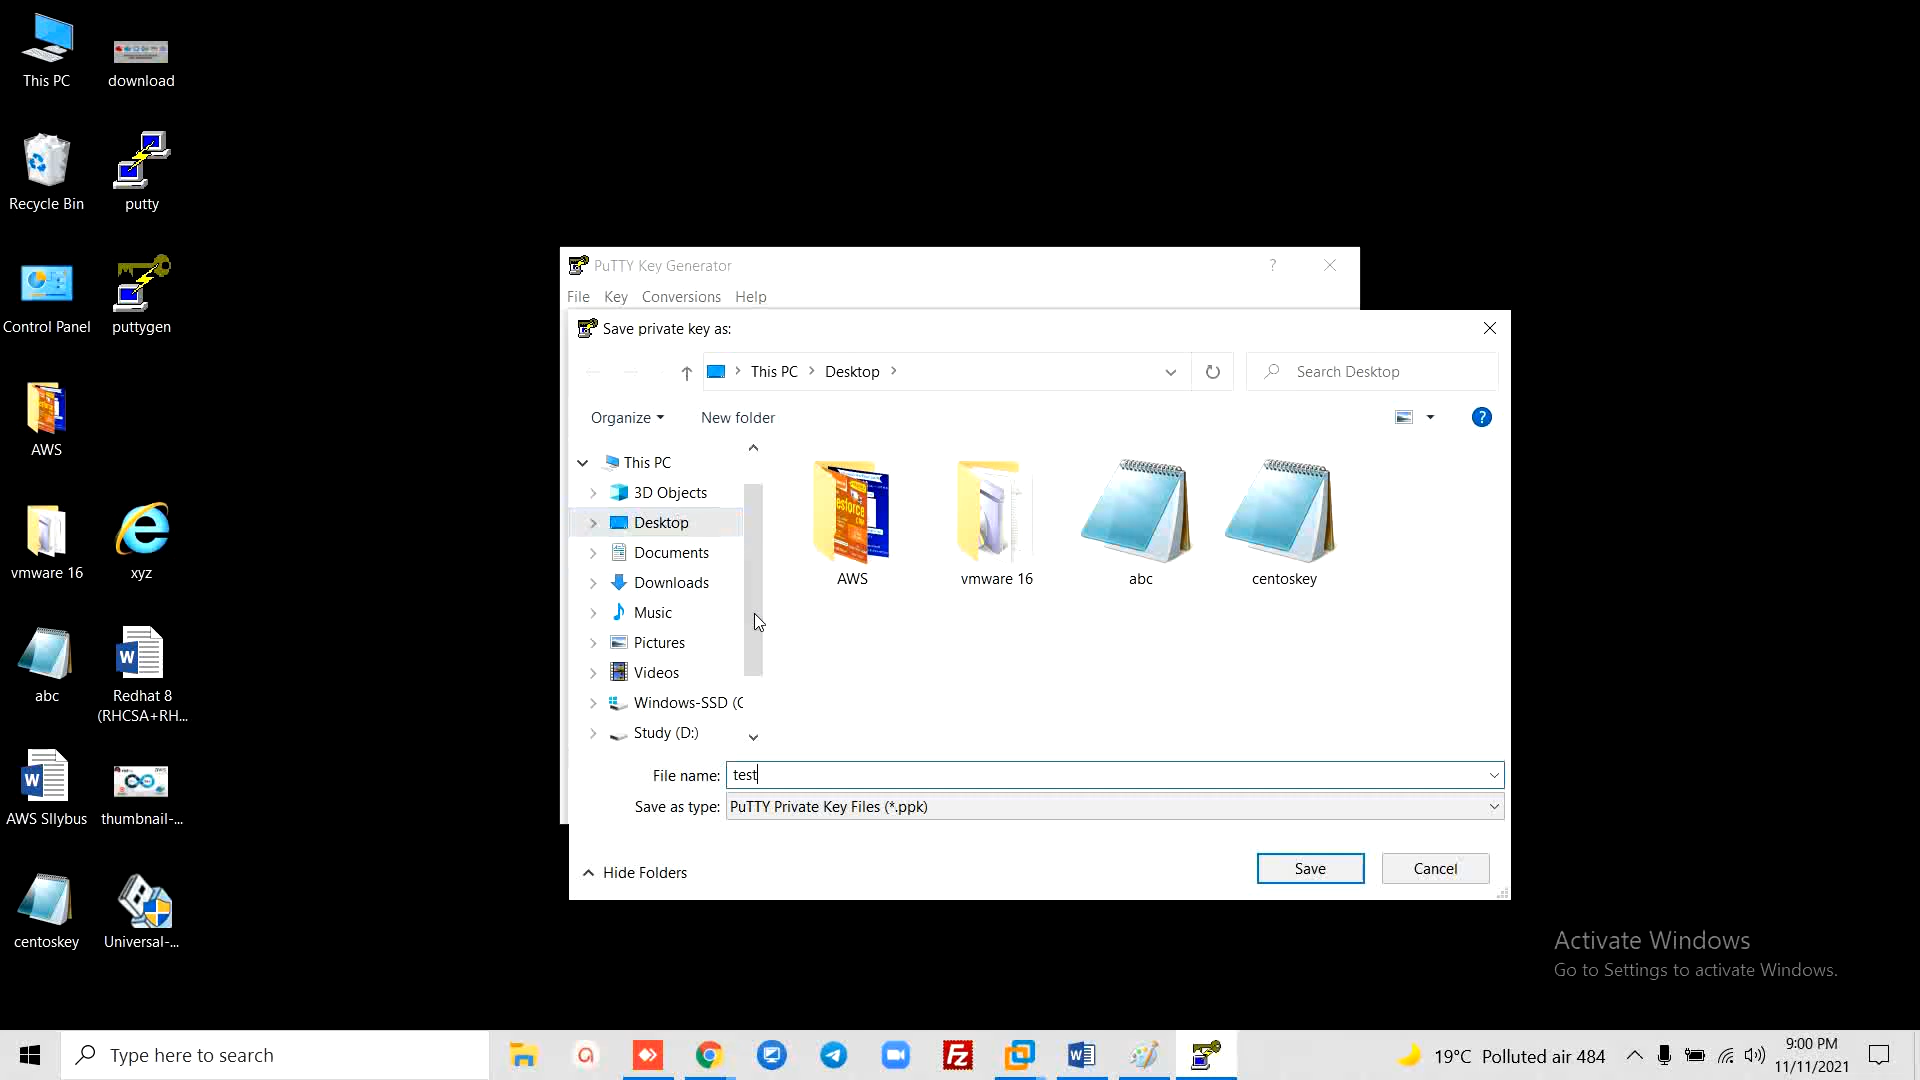 This PC
download
Recycle Bin
putty
Control Panel
puttygen
AWS
vmware 16
xyz
abc
Redhat 8
(RHCSA+RH...
AWS Sllybus
thumbnail-...
centoskey
Universal-...
PuTTY Key Generator
?
File Key Conversions Help
Save private key as:
This PC > Desktop >
Search Desktop
Organize
New folder
?
This PC
3D Objects
Desktop
Documents
Downloads
Music
Pictures
Videos
Windows-SSD (C
Study (D:)
AWS
vmware 16
abc
centoskey
File name: test
Save as type: PuTTY Private Key Files (*.ppk)
Hide Folders
Save
Cancel
Activate Windows
Go to Settings to activate Windows.
Type here to search
19°C Polluted air 484
9:00 PM
11/11/2021